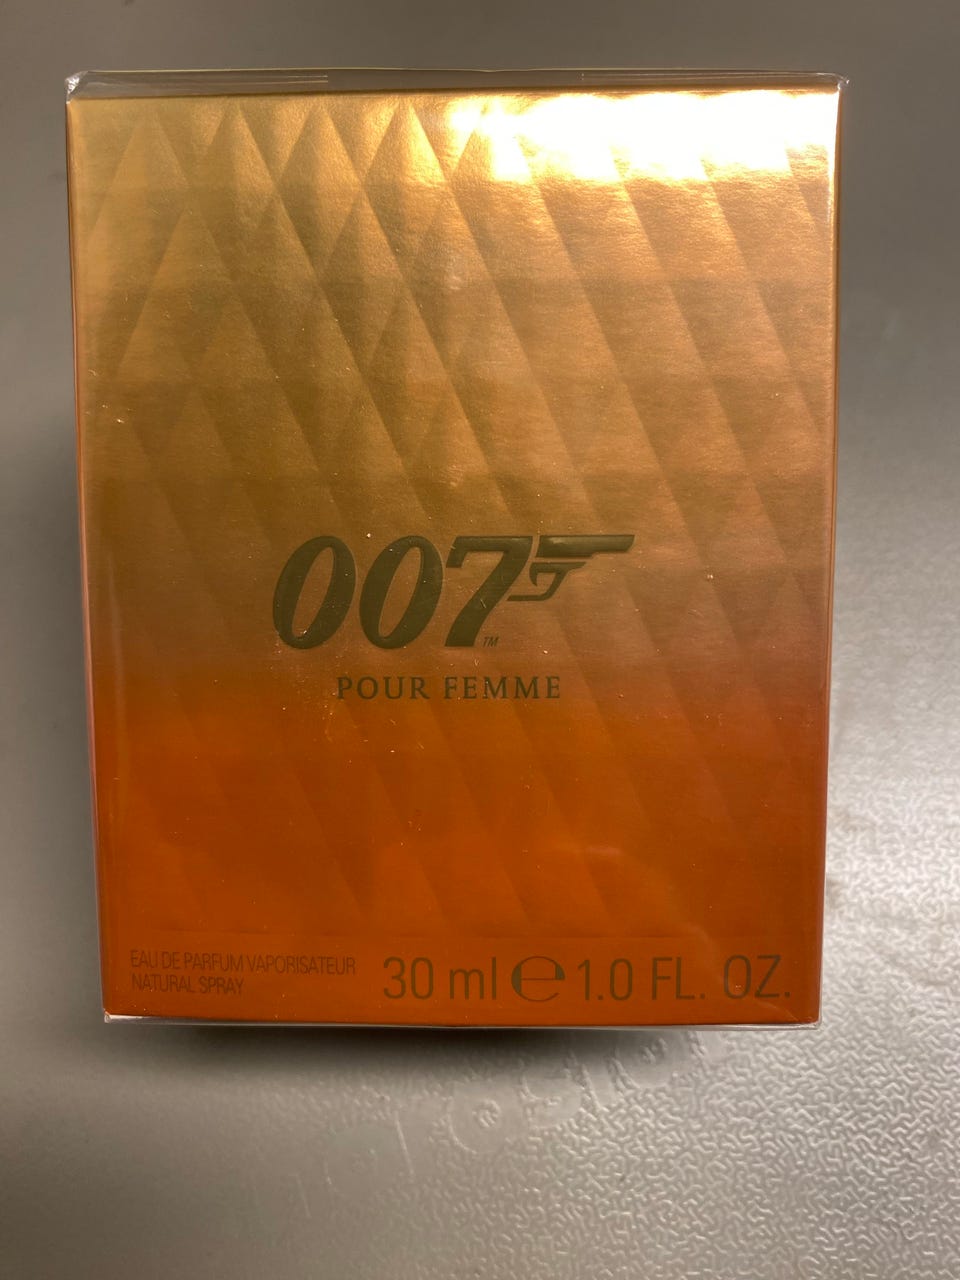 007™
POUR FEMME
EAU DE PARFUM VAPORISATEUR
NATURAL SPRAY
30 ml ℮ 1.0 FL. OZ.